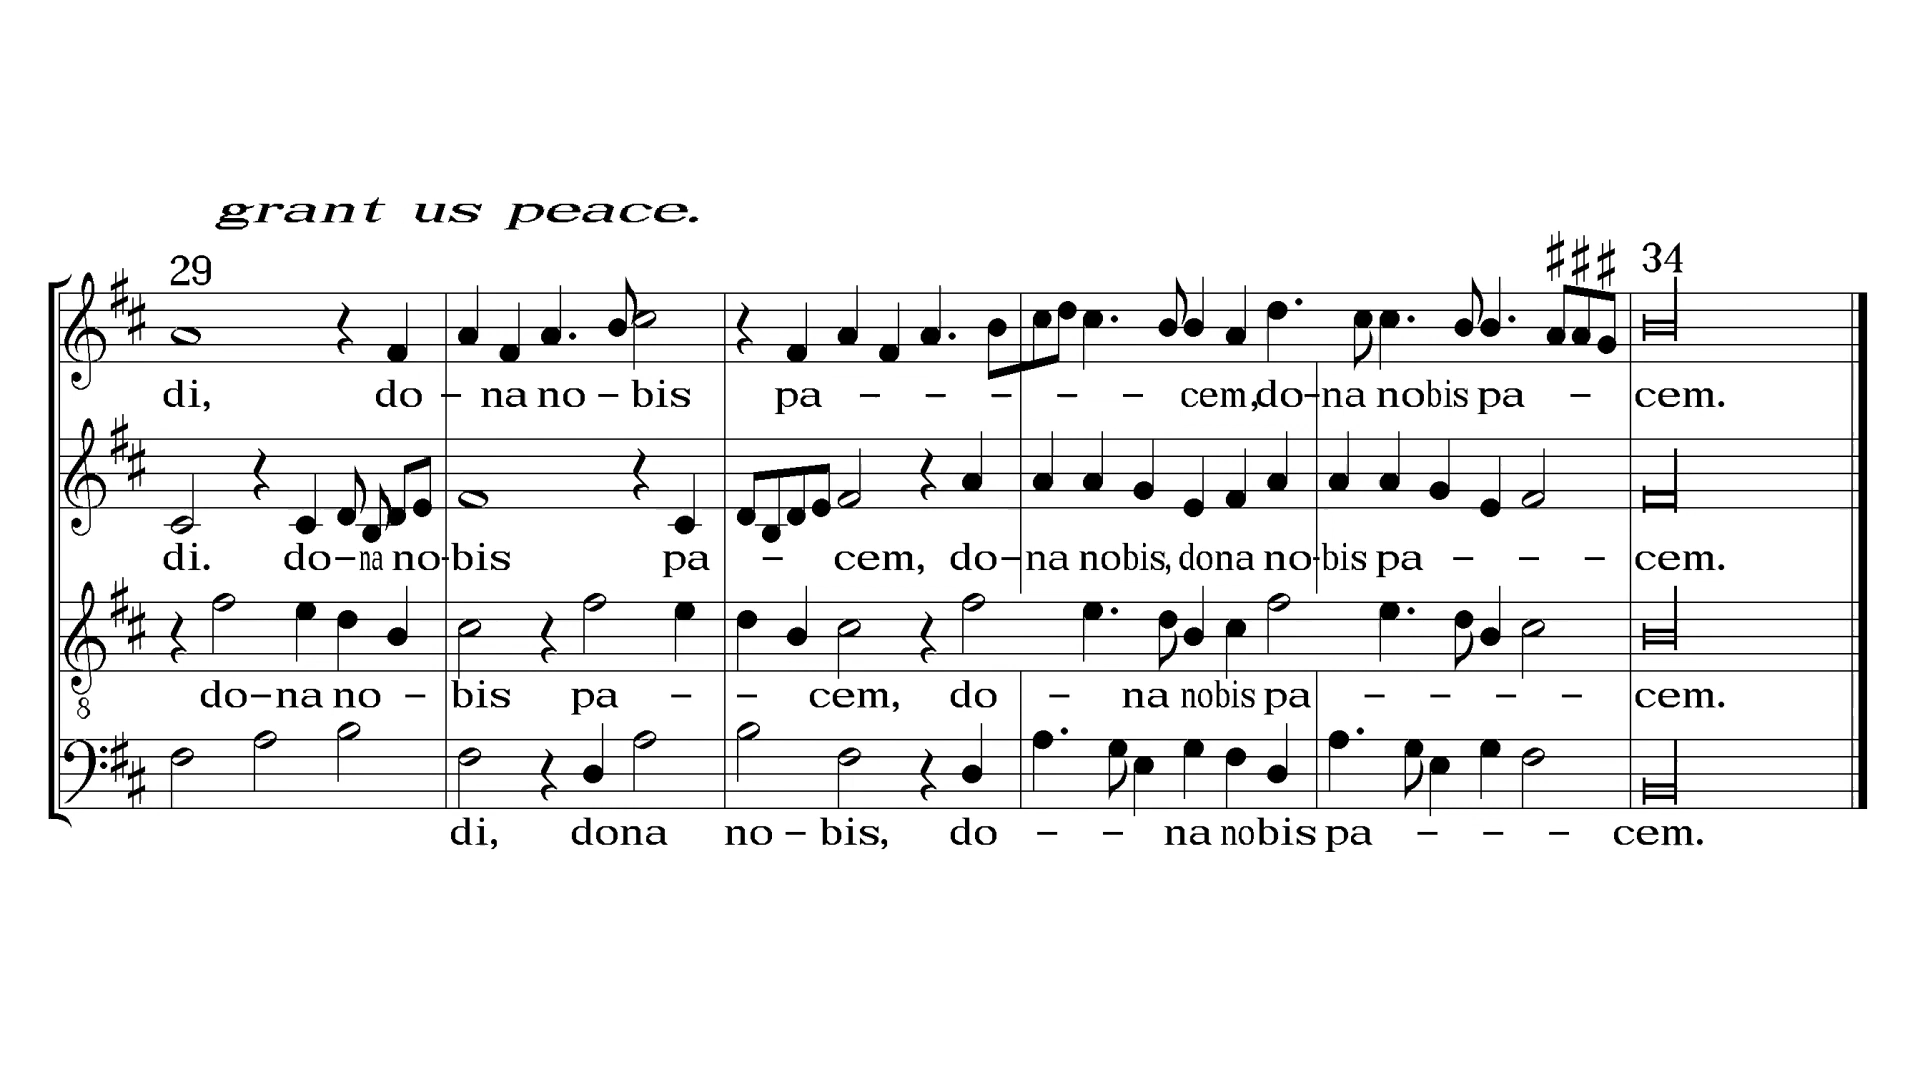 grant us peace.
29 34
di, do – na no – bis pa – – – – – cem, do–na nobis pa – cem.
di. do–na no-bis pa – cem, do–na nobis, dona no-bis pa – – – cem.
8
do–na no – bis pa – – cem, do – na nobis pa – – – – cem.
di, dona no – bis, do – – na nobis pa – – – cem.